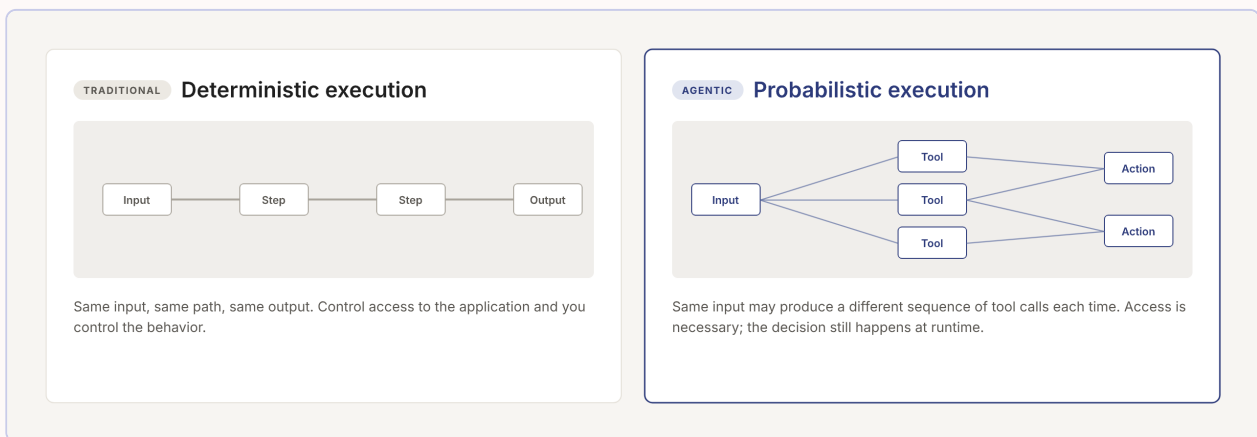 TRADITIONAL Deterministic execution
Input Step Step Output
Same input, same path, same output. Control access to the application and you
control the behavior.
AGENTIC Probabilistic execution
Input
Tool
Tool
Tool
Action
Action
Same input may produce a different sequence of tool calls each time. Access is
necessary; the decision still happens at runtime.